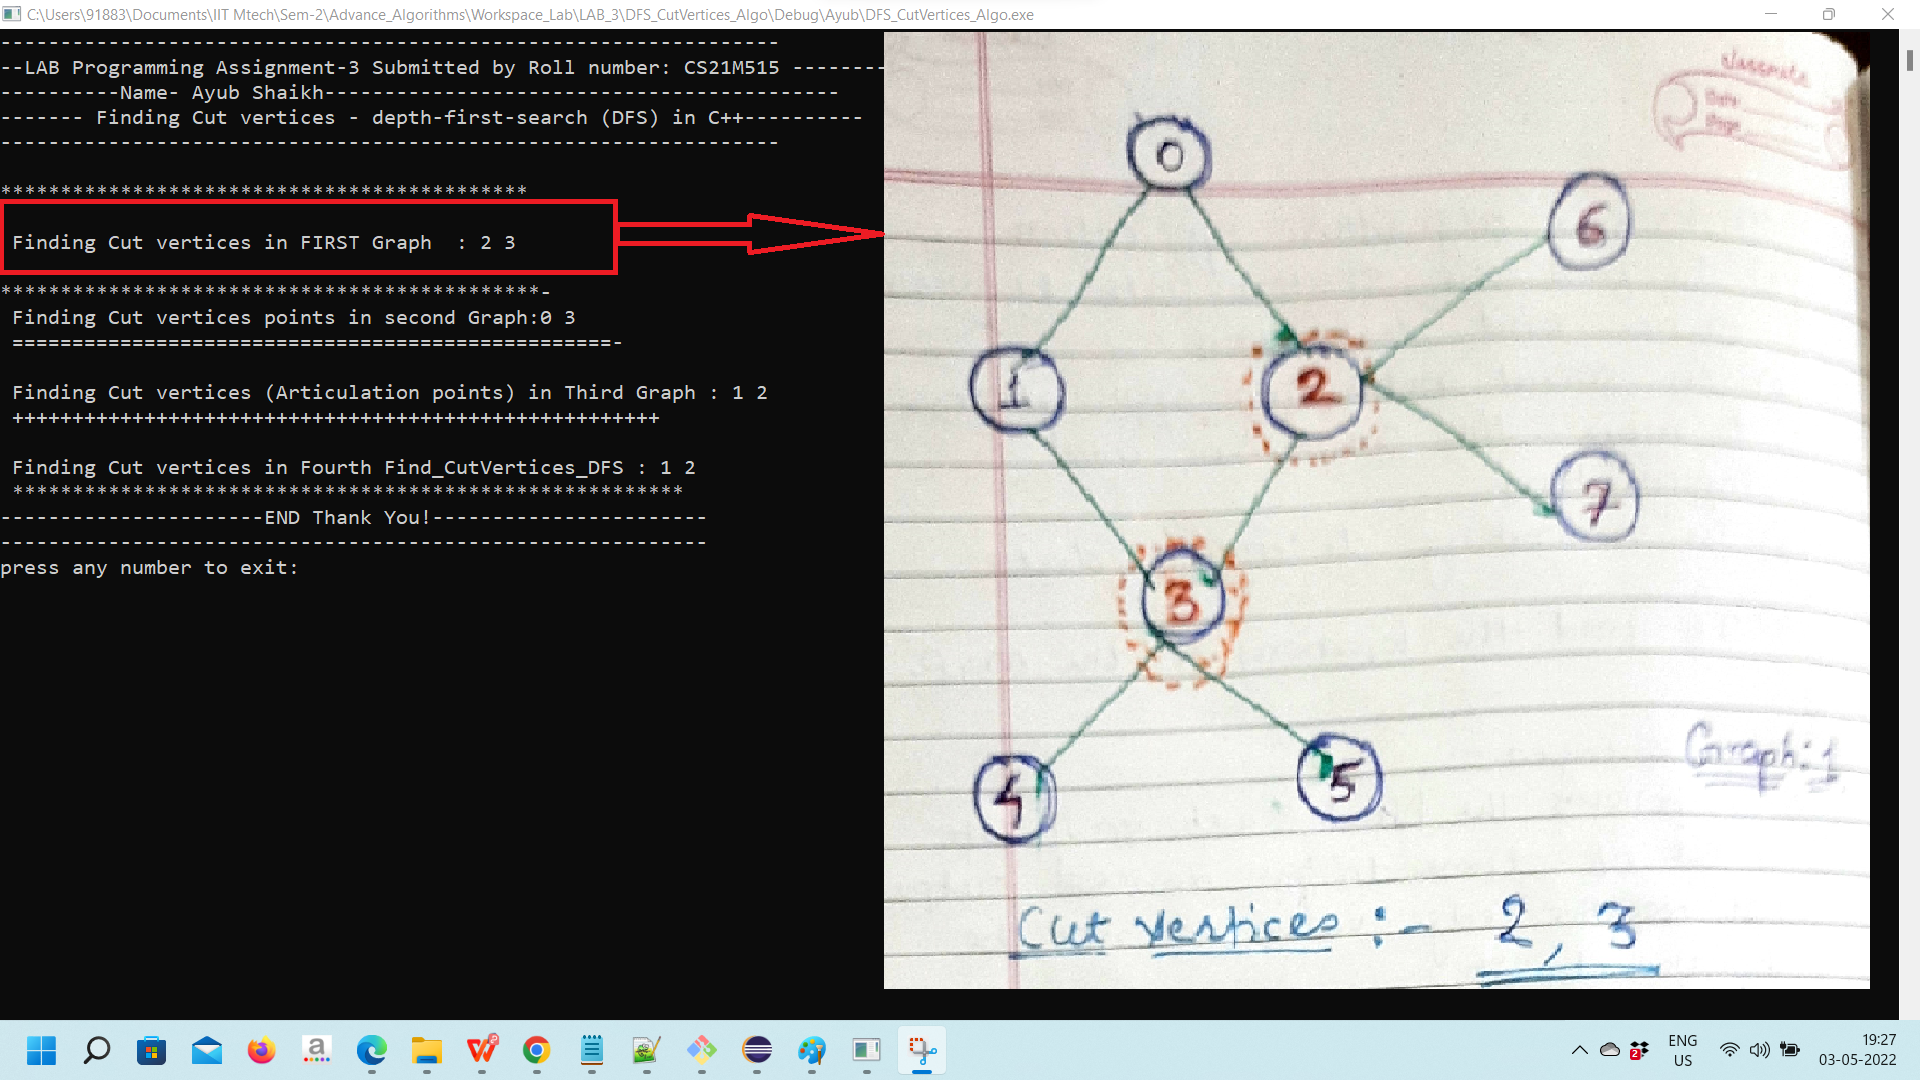 C:\Users\91883\Documents\IIT Mtech\Sem-2\Advance_Algorithms\Workspace_Lab\LAB_3\DFS_CutVertices_Algo\Debug\Ayub\DFS_CutVertices_Algo.exe
-----------------------------------------------------------------
--LAB Programming Assignment-3 Submitted by Roll number: CS21M515 --------
----------Name- Ayub Shaikh-------------------------------------------
------- Finding Cut vertices - depth-first-search (DFS) in C++----------
-----------------------------------------------------------------
********************************************
Finding Cut vertices in FIRST Graph  : 2 3
*********************************************-
Finding Cut vertices points in second Graph:0 3
==================================================-
Finding Cut vertices (Articulation points) in Third Graph : 1 2
++++++++++++++++++++++++++++++++++++++++++++++++++++++
Finding Cut vertices in Fourth Find_CutVertices_DFS : 1 2
********************************************************
----------------------END Thank You!-----------------------
-----------------------------------------------------------
press any number to exit:
0
6
1
2
7
3
4
5
Graph:1
Cut vertices :- 2, 3
ENG
US
19:27
03-05-2022